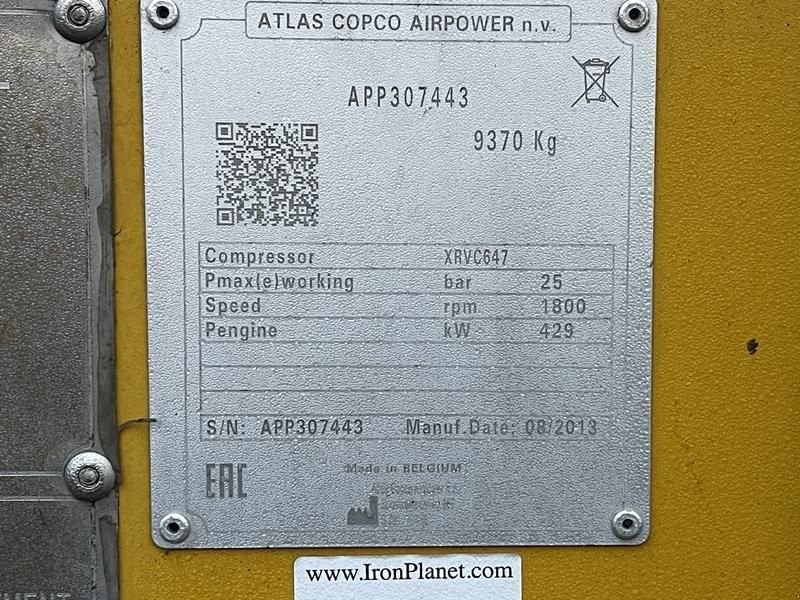 ATLAS COPCO AIRPOWER n.v.
APP307443
9370 Kg
Compressor XRVC647
Pmax(e)working bar 25
Speed rpm 1800
Pengine kW 429
S/N: APP307443 Manuf.Date: 08/2013
EAC
Made in BELGIUM
www.IronPlanet.com